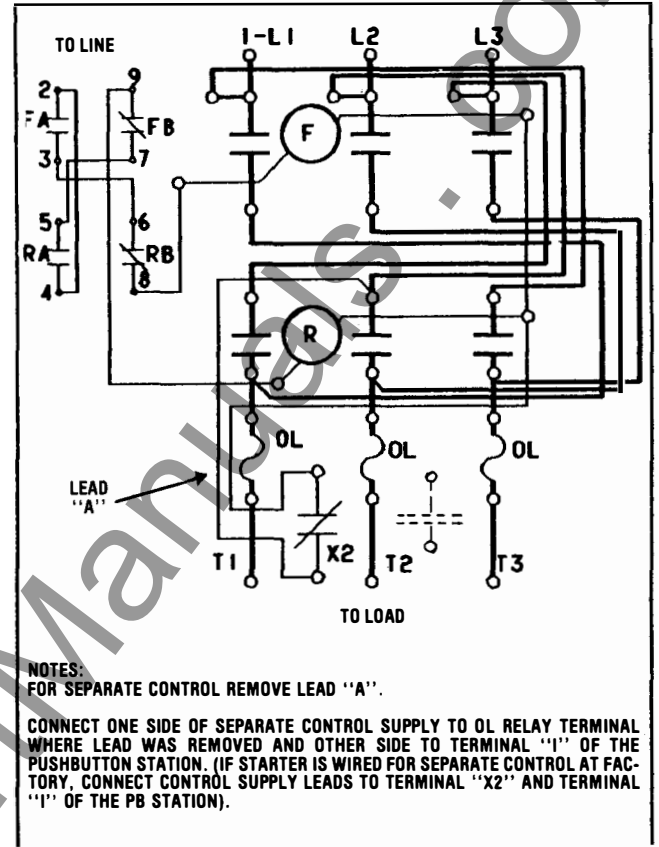 TO LINE
1-L1 L2 L3
2 9
FA FB
3 7
F
5 6
RA RB
4 8
R
OL OL OL
LEAD
"A"
T1 X2 T2 T3
TO LOAD
NOTES:
FOR SEPARATE CONTROL REMOVE LEAD "A".
CONNECT ONE SIDE OF SEPARATE CONTROL SUPPLY TO OL RELAY TERMINAL
WHERE LEAD WAS REMOVED AND OTHER SIDE TO TERMINAL "I" OF THE
PUSHBUTTON STATION. (IF STARTER IS WIRED FOR SEPARATE CONTROL AT FAC-
TORY, CONNECT CONTROL SUPPLY LEADS TO TERMINAL "X2" AND TERMINAL
"I" OF THE PB STATION).
Manuals . co